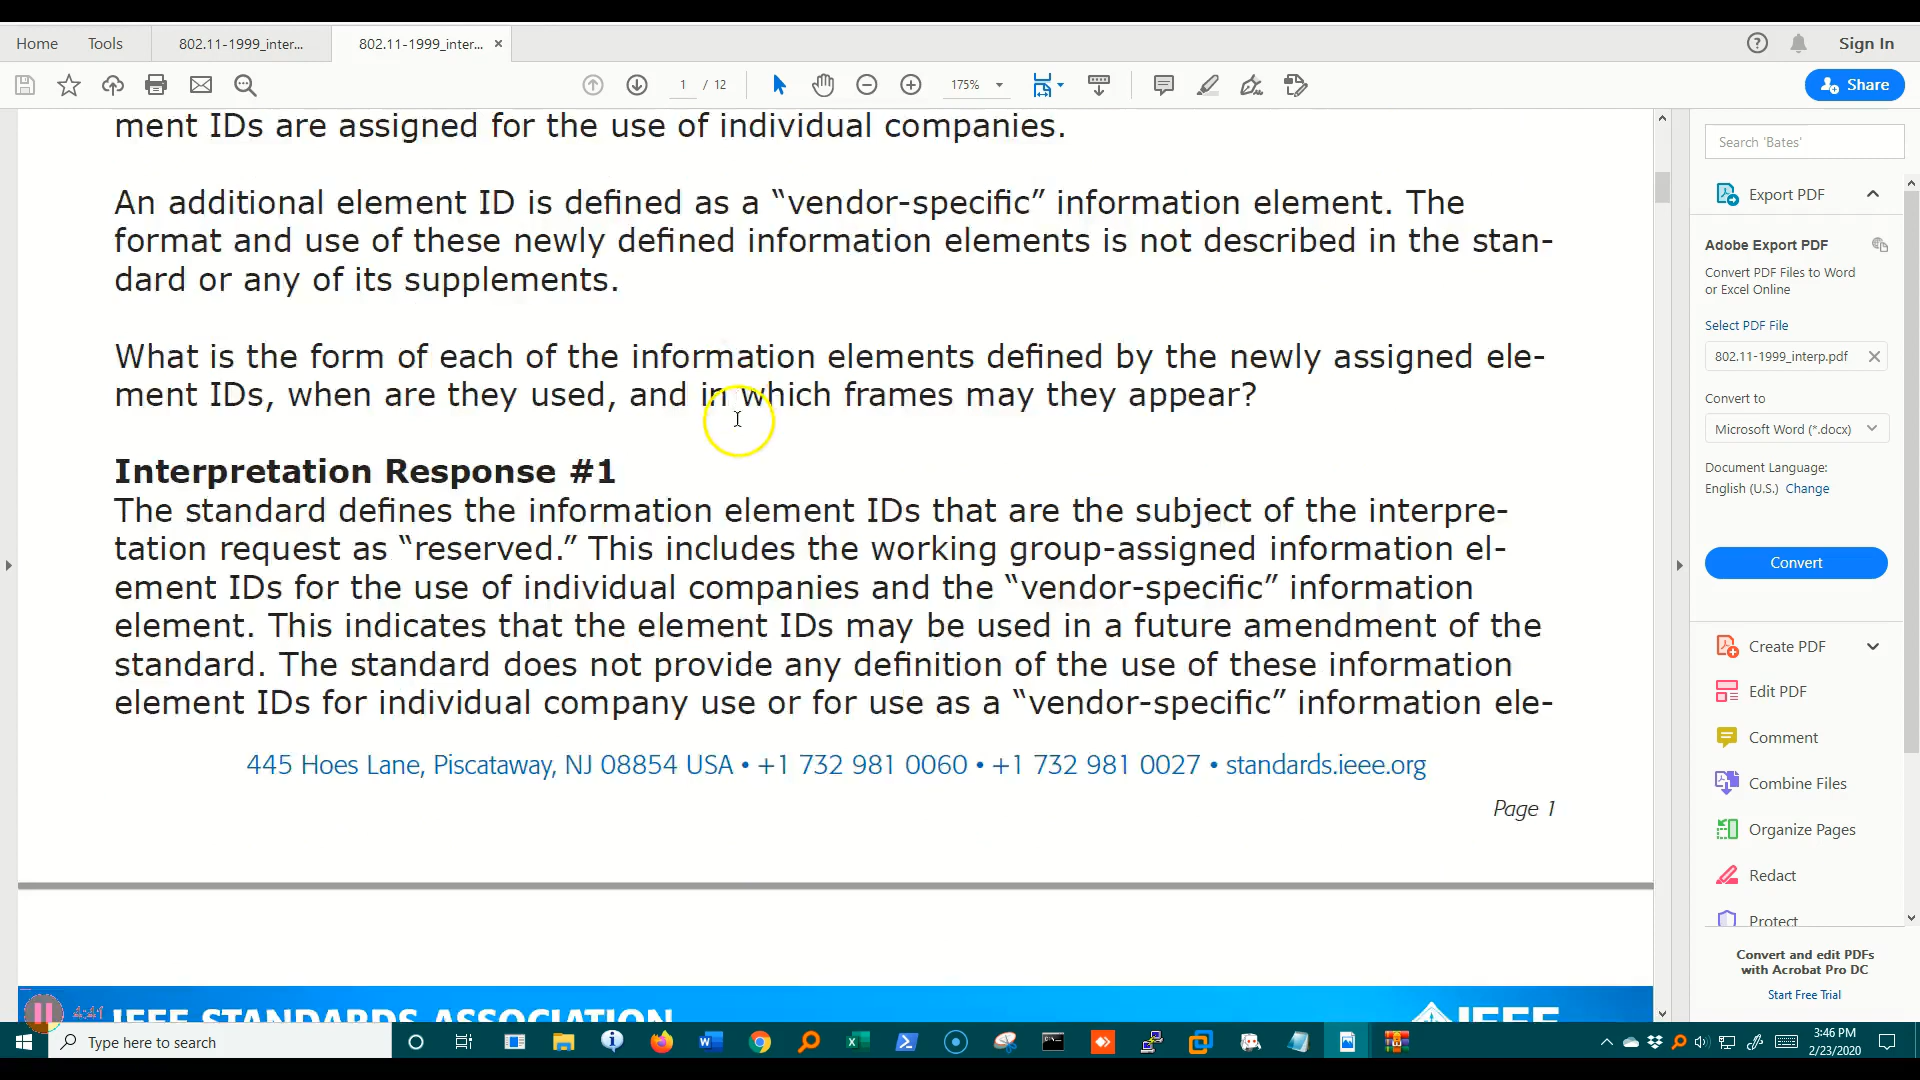 Home
Tools
802.11-1999_inter...
802.11-1999_inter...
Sign In
1 / 12
175%
Share
ment IDs are assigned for the use of individual companies.
An additional element ID is defined as a “vendor-specific” information element. The
format and use of these newly defined information elements is not described in the stan-
dard or any of its supplements.
What is the form of each of the information elements defined by the newly assigned ele-
ment IDs, when are they used, and in which frames may they appear?
Interpretation Response #1
The standard defines the information element IDs that are the subject of the interpre-
tation request as “reserved.” This includes the working group-assigned information el-
ement IDs for the use of individual companies and the “vendor-specific” information
element. This indicates that the element IDs may be used in a future amendment of the
standard. The standard does not provide any definition of the use of these information
element IDs for individual company use or for use as a “vendor-specific” information ele-
445 Hoes Lane, Piscataway, NJ 08854 USA • +1 732 981 0060 • +1 732 981 0027 • standards.ieee.org
Page 1
IEEE STANDARDS ASSOCIATION
IEEE
Search 'Bates'
Export PDF
Adobe Export PDF
Convert PDF Files to Word
or Excel Online
Select PDF File
802.11-1999_interp.pdf
Convert to
Microsoft Word (*.docx)
Document Language:
English (U.S.) Change
Convert
Create PDF
Edit PDF
Comment
Combine Files
Organize Pages
Redact
Protect
Convert and edit PDFs
with Acrobat Pro DC
Start Free Trial
4:41
Type here to search
3:46 PM
2/23/2020